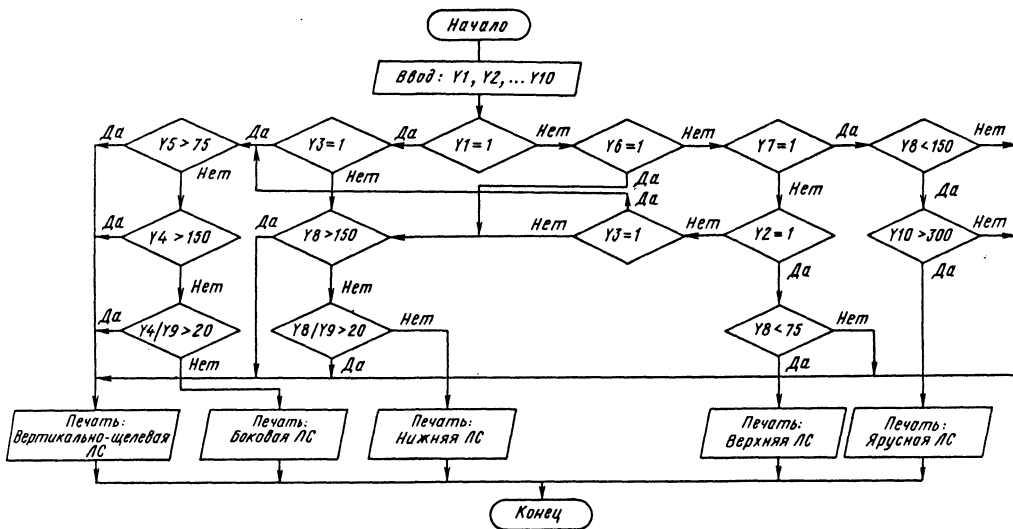 Начало
Ввод: Y1, Y2, ... Y10
Да
Y5 > 75
Да
Y3 = 1
Да
Y1 = 1
Нет
Y6 = 1
Нет
Y7 = 1
Да
Y8 < 150
Нет
Нет
Нет
Да
Нет
Да
Да
Y4 > 150
Да
Y8 > 150
Нет
Да
Y3 = 1
Нет
Y2 = 1
Y10 > 300
Нет
Нет
Нет
Да
Да
Да
Y4/Y9 > 20
Y8/Y9 > 20
Нет
Y8 < 75
Нет
Нет
Да
Да
Печать:
Вертикально-щелевая
ЛС
Печать:
Боковая ЛС
Печать:
Нижняя ЛС
Печать:
Верхняя ЛС
Печать:
Ярусная ЛС
Конец